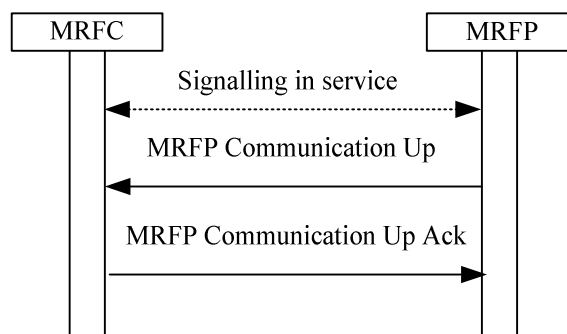 MRFC
MRFP
Signalling in service
MRFP Communication Up
MRFP Communication Up Ack